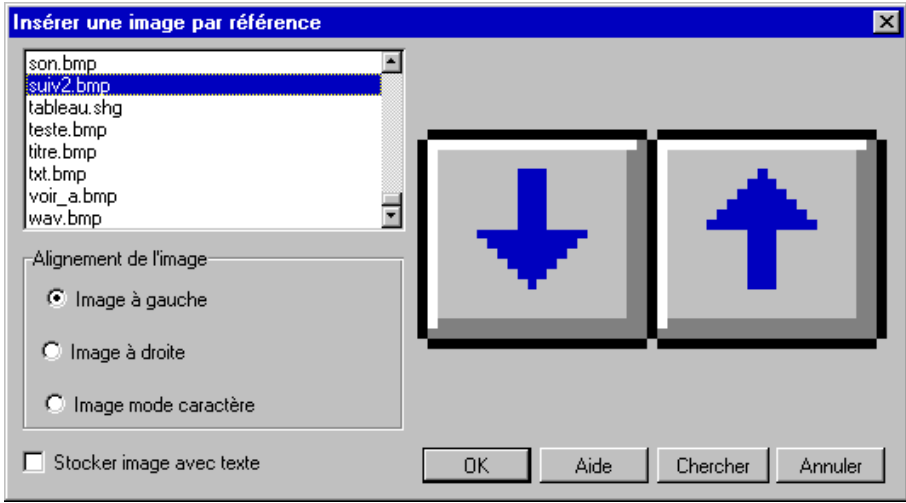 Insérer une image par référence
son.bmp
suiv2.bmp
tableau.shg
teste.bmp
titre.bmp
txt.bmp
voir_a.bmp
wav.bmp
Alignement de l'image
Image à gauche
Image à droite
Image mode caractère
Stocker image avec texte
OK Aide Chercher Annuler